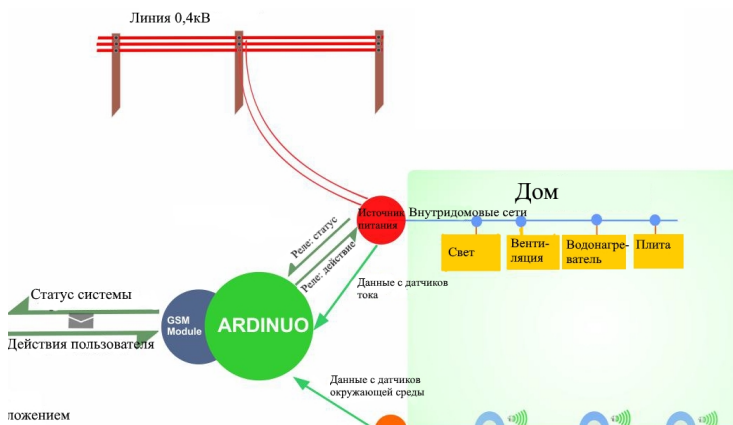 Линия 0,4кВ
Дом
Источник
питания
Внутридомовые сети
Свет
Венти-
ляция
Водонагре-
ватель
Плита
Реле: статус
Реле: действие
Данные с датчиков
тока
Статус системы
GSM
Module
ARDINUO
Действия пользователя
Данные с датчиков
окружающей среды
ложением